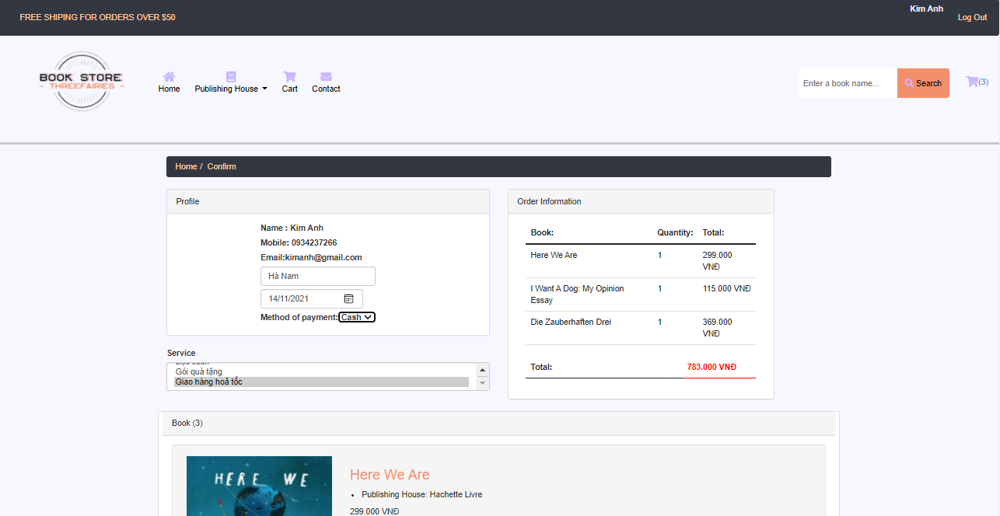 FREE SHIPING FOR ORDERS OVER $50
Kim Anh
Log Out
BOOK STORE
- THREEFAIRIES -
Home
Publishing House
Cart
Contact
Enter a book name...
Search
(3)
Home / Confirm
Profile
Name : Kim Anh
Mobile: 0934237266
Email:kimanh@gmail.com
Hà Nam
14/11/2021
Method of payment: Cash
Service
Gói quà tặng
Giao hàng hoả tốc
Order Information
Book: Quantity: Total:
Here We Are 1 299.000
VNĐ
I Want A Dog: My Opinion 1 115.000 VNĐ
Essay
Die Zauberhaften Drei 1 369.000
VNĐ
Total: 783.000 VNĐ
Book (3)
HERE WE
Here We Are
Publishing House: Hachette Livre
299.000 VNĐ